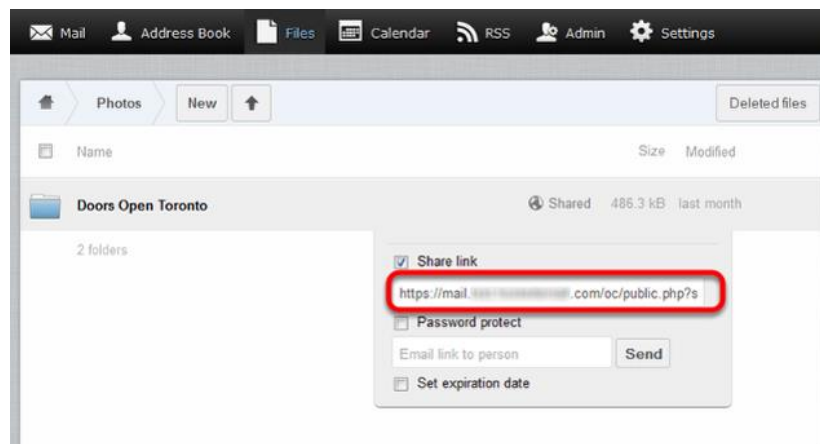 Mail Address Book Files Calendar RSS Admin Settings
Photos New Deleted files
Name Size Modified
Doors Open Toronto Shared 486.3 kB last month
2 folders
Share link
https://mail. .com/oc/public.php?s
Password protect
Email link to person Send
Set expiration date